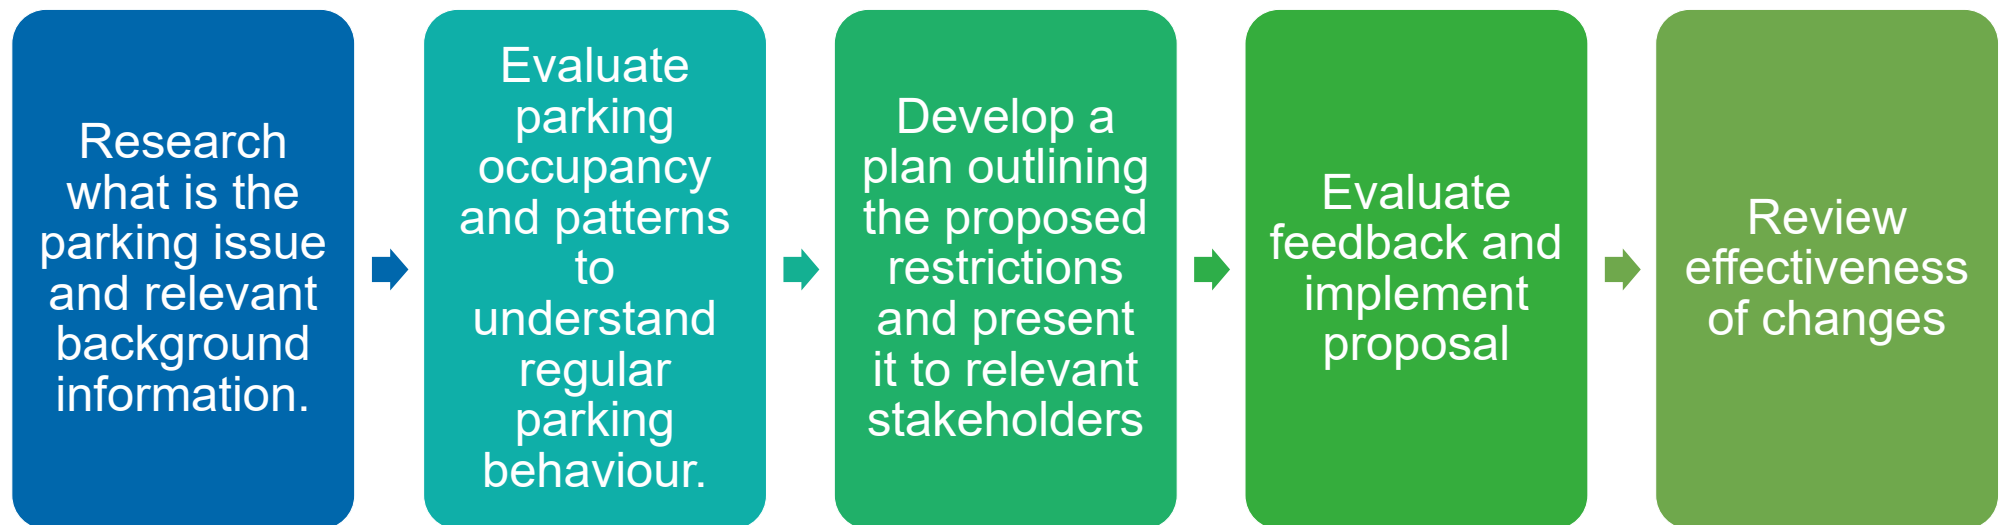 Research
what is the
parking issue
and relevant
background
information.
Evaluate
parking
occupancy
and patterns
to
understand
regular
parking
behaviour.
Develop a
plan outlining
the proposed
restrictions
and present
it to relevant
stakeholders
Evaluate
feedback and
implement
proposal
Review
effectiveness
of changes